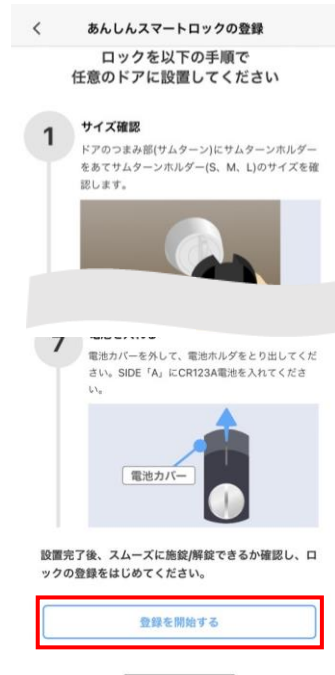 あんしんスマートロックの登録
ロックを以下の手順で
任意のドアに設置してください
1
サイズ確認
ドアのつまみ部(サムターン)にサムターンホルダー
をあてサムターンホルダー(S、M、L)のサイズを確
認します。
7
電池カバーを外して、電池ホルダをとり出してくだ
さい。SIDE「A」にCR123A電池を入れてくださ
い。
電池カバー
設置完了後、スムーズに施錠/解錠できるか確認し、ロ
ックの登録をはじめてください。
登録を開始する